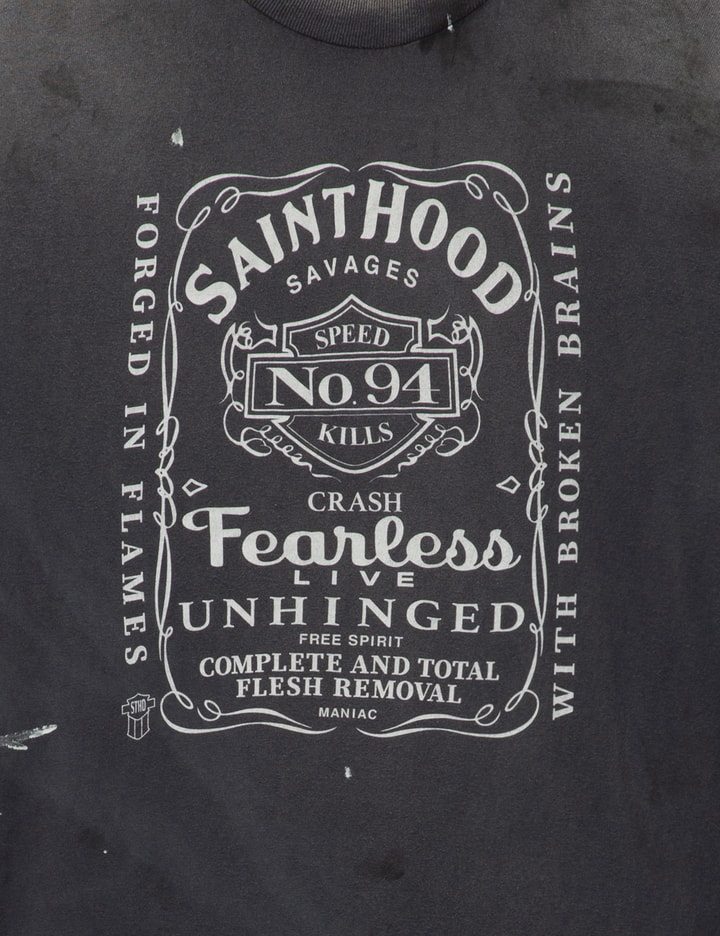 SAINTHOOD
SAVAGES
SPEED
No. 94
KILLS
CRASH
Fearless
LIVE
UNHINGED
FREE SPIRIT
COMPLETE AND TOTAL
FLESH REMOVAL
MANIAC
FORGED IN FLAMES
WITH BROKEN BRAINS
STHD